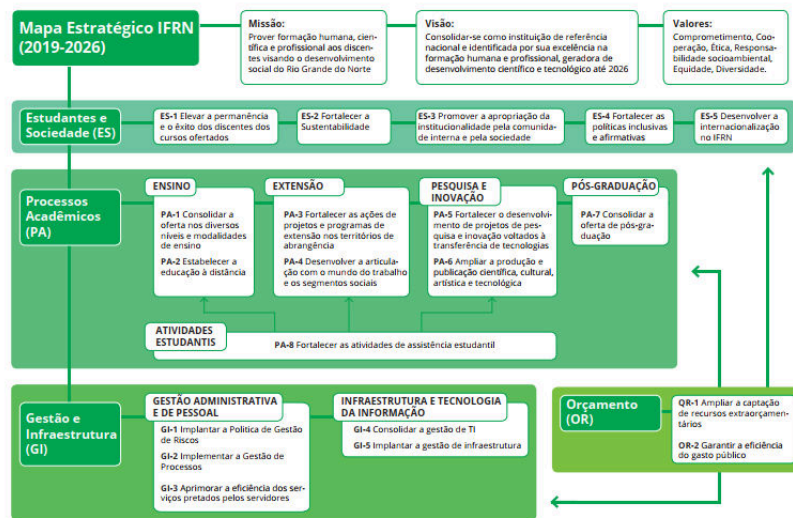 Mapa Estratégico IFRN
(2019-2026)
Missão:
Prover formação humana, cien-
tífica e profissional aos discen-
tes visando o desenvolvimento
social do Rio Grande do Norte
Visão:
Consolidar-se como instituição de referência
nacional e identificada por sua excelência na
formação humana e profissional, geradora de
desenvolvimento científico e tecnológico até 2026
Valores:
Comprometimento, Coo-
peração, Ética, Responsa-
bilidade socioambiental,
Equidade, Diversidade.
Estudantes e
Sociedade (ES)
ES-1 Elevar a permanência
e o êxito dos discentes dos
cursos ofertados
ES-2 Fortalecer a
Sustentabilidade
ES-3 Promover a apropriação da
institucionalidade pela comunida-
de interna e pela sociedade
ES-4 Fortalecer as
políticas inclusivas
e afirmativas
ES-5 Desenvolver a
internacionalização
no IFRN
Processos
Acadêmicos
(PA)
ENSINO
PA-1 Consolidar a
oferta nos diversos
níveis e modalidades
de ensino
PA-2 Estabelecer a
educação à distância
EXTENSÃO
PA-3 Fortalecer as ações de
projetos e programas de
extensão nos territórios de
abrangência
PA-4 Desenvolver a articula-
ção com o mundo do trabalho
e os segmentos sociais
PESQUISA E
INOVAÇÃO
PA-5 Fortalecer o desenvolvi-
mento de projetos de pes-
quisa e inovação voltados à
transferência de tecnologias
PA-6 Ampliar a produção e
publicação científica, cultural,
artística e tecnológica
PÓS-GRADUAÇÃO
PA-7 Consolidar a
oferta de pós-gra-
duação
ATIVIDADES
ESTUDANTIS
PA-8 Fortalecer as atividades de assistência estudantil
Gestão e
Infraestrutura
(GI)
GESTÃO ADMINISTRATIVA
E DE PESSOAL
GI-1 Implantar a Politica de Gestão
de Riscos
GI-2 Implementar a Gestão de
Processos
GI-3 Aprimorar a eficiência dos ser-
viços pretados pelos servidores
INFRAESTRUTURA E TECNOLOGIA
DA INFORMAÇÃO
GI-4 Consolidar a gestão de TI
GI-5 Implantar a gestão de infraestrutura
Orçamento
(OR)
QR-1 Ampliar a captação
de recursos extraorçamen-
tários
OR-2 Garantir a eficiência
do gasto público